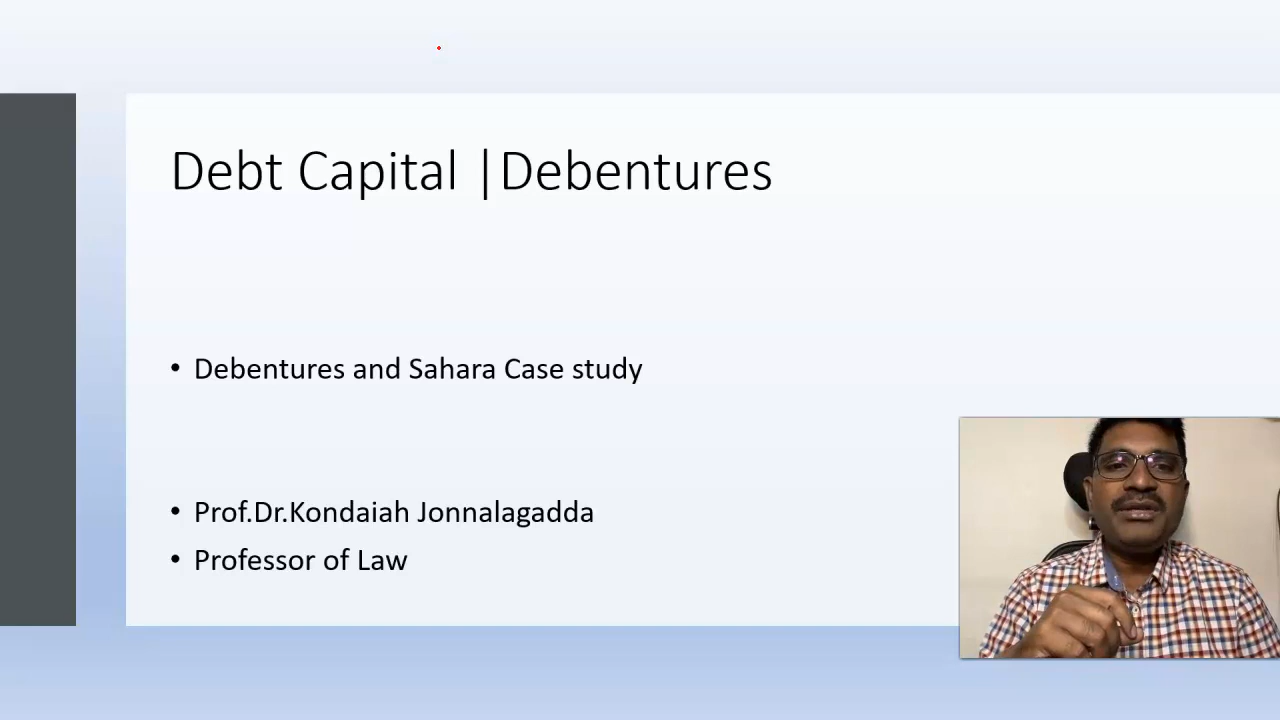 Debt Capital |Debentures
• Debentures and Sahara Case study
• Prof.Dr.Kondaiah Jonnalagadda
• Professor of Law